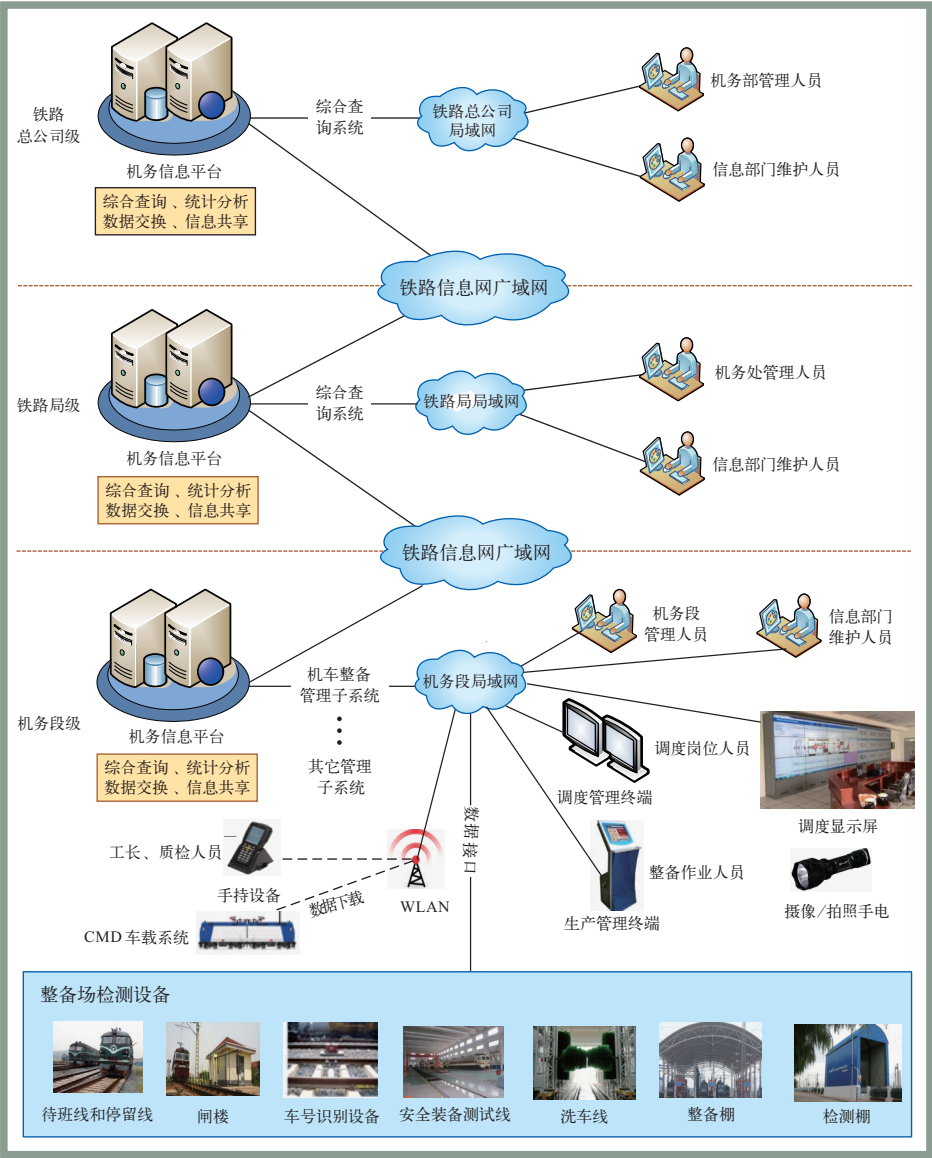 铁路
总公司级
机务信息平台
综合查询、统计分析
数据交换、信息共享
综合查
询系统
铁路总公司
局域网
机务部管理人员
信息部门维护人员
铁路信息网广域网
铁路局级
机务信息平台
综合查询、统计分析
数据交换、信息共享
综合查
询系统
铁路局局域网
机务处管理人员
信息部门维护人员
铁路信息网广域网
机务段级
机务信息平台
综合查询、统计分析
数据交换、信息共享
机车整备
管理子系统
其它管理
子系统
机务段局域网
机务段
管理人员
信息部门
维护人员
调度岗位人员
调度管理终端
调度显示屏
数据接口
工长、质检人员
手持设备
数据下载
WLAN
CMD 车载系统
整备作业人员
生产管理终端
摄像/拍照手电
整备场检测设备
待班线和停留线
闸楼
车号识别设备
安全装备测试线
洗车线
整备棚
检测棚